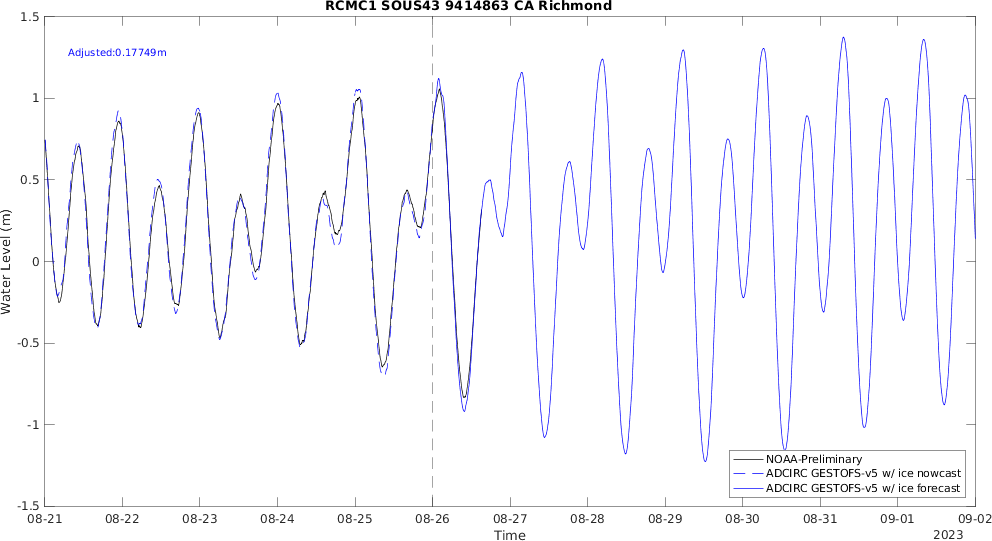 RCMC1 SOUS43 9414863 CA Richmond
1.5
Adjusted:0.17749m
1
0.5
0
-0.5
-1
-1.5
Water Level (m)
NOAA-Preliminary
ADCIRC GESTOFS-v5 w/ ice nowcast
ADCIRC GESTOFS-v5 w/ ice forecast
08-21 08-22 08-23 08-24 08-25 08-26 08-27 08-28 08-29 08-30 08-31 09-01 09-02
Time
2023